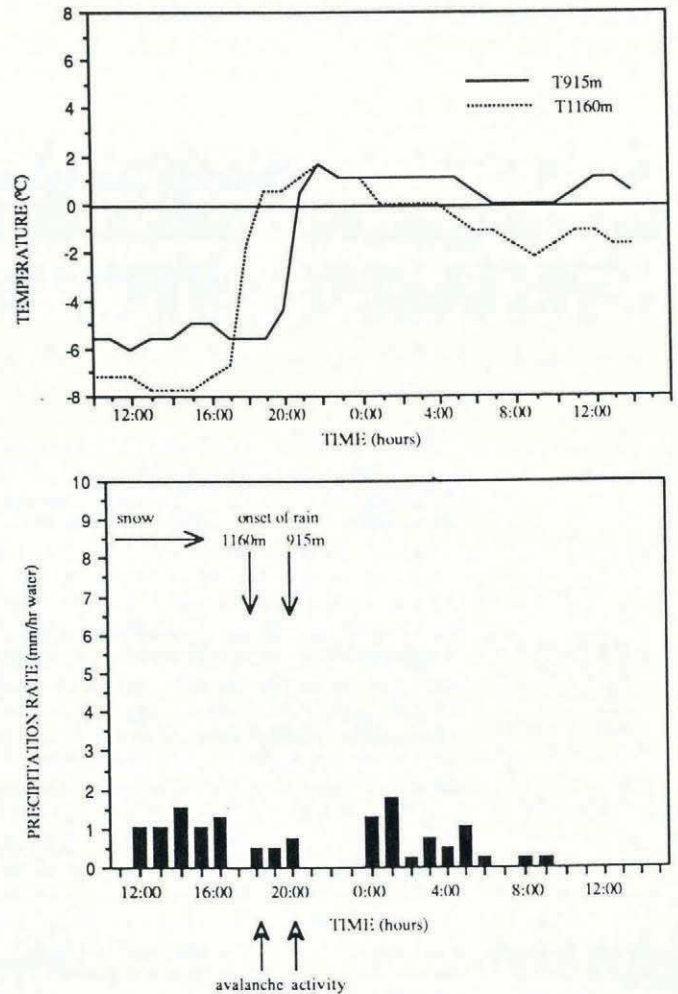 8
6
4
2
0
-2
-4
-6
-8
TEMPERATURE (ºC)
T915m
T1160m
12:00 16:00 20:00 0:00 4:00 8:00 12:00
TIME (hours)
10
9
8
7
6
5
4
3
2
1
0
PRECIPITATION RATE (mm/hr water)
snow onset of rain
1160m 915m
12:00 16:00 20:00 0:00 4:00 8:00 12:00
TIME (hours)
avalanche activity